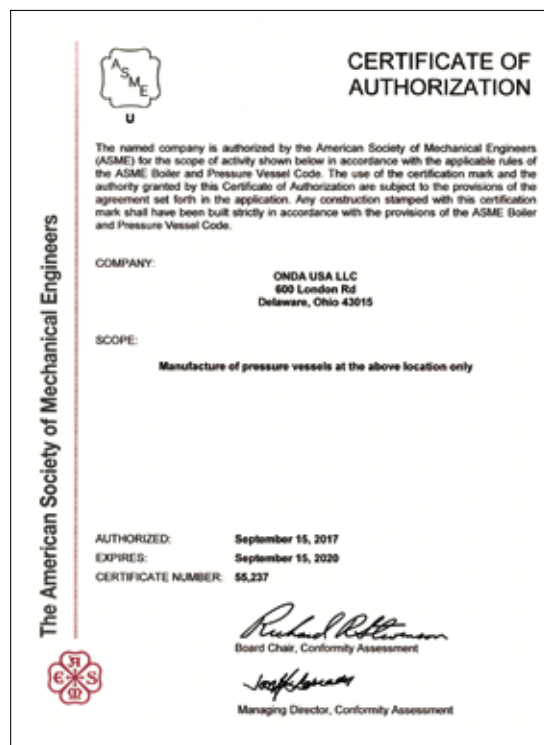 ASME
U
CERTIFICATE OF
AUTHORIZATION
The named company is authorized by the American Society of Mechanical Engineers
(ASME) for the scope of activity shown below in accordance with the applicable rules of
the ASME Boiler and Pressure Vessel Code. The use of the certification mark and the
authority granted by this Certificate of Authorization are subject to the provisions of the
agreement set forth in the application. Any construction stamped with this certification
mark shall have been built strictly in accordance with the provisions of the ASME Boiler
and Pressure Vessel Code.
COMPANY:
ONDA USA LLC
600 London Rd
Delaware, Ohio 43015
SCOPE:
Manufacture of pressure vessels at the above location only
AUTHORIZED: September 15, 2017
EXPIRES: September 15, 2020
CERTIFICATE NUMBER: 55,237
Board Chair, Conformity Assessment
Managing Director, Conformity Assessment
The American Society of Mechanical Engineers
ASME